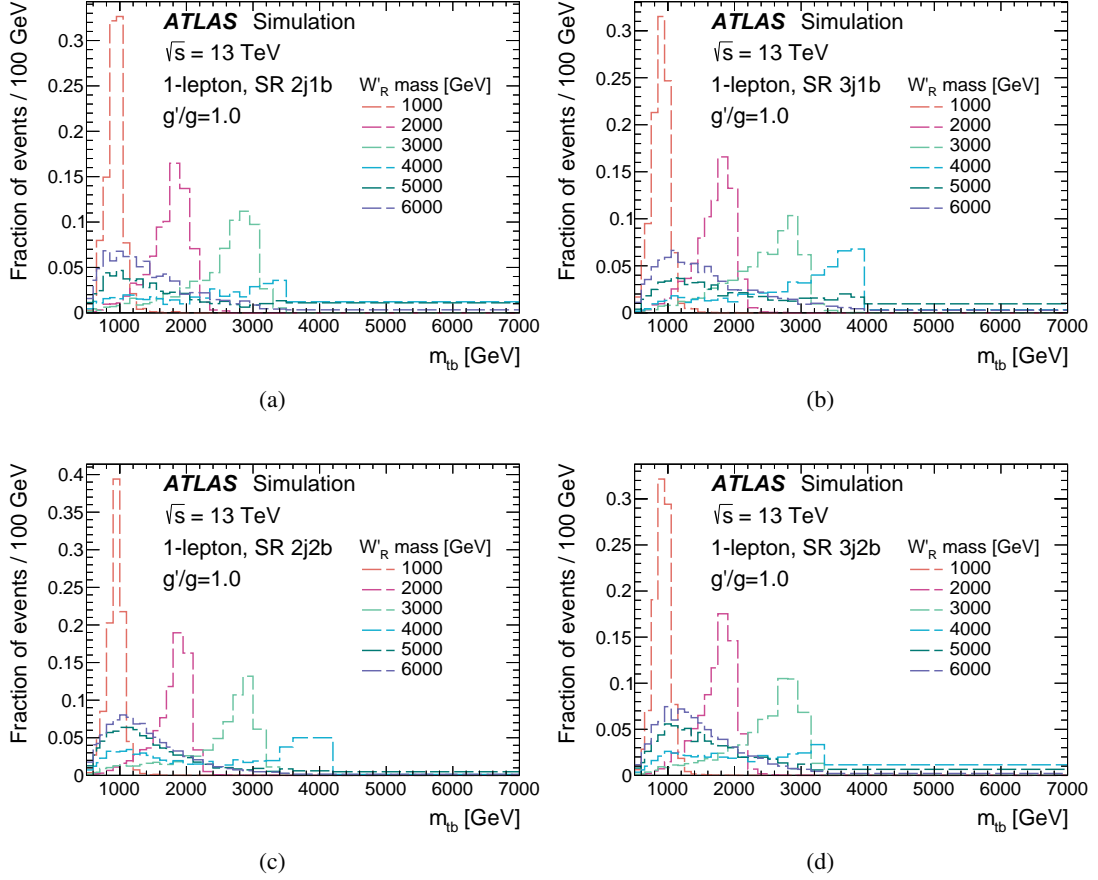 ATLAS Simulation
√s = 13 TeV
1-lepton, SR 2j1b
g'/g=1.0
W'R mass [GeV]
1000
2000
3000
4000
5000
6000
Fraction of events / 100 GeV
0.3
0.25
0.2
0.15
0.1
0.05
0
1000 2000 3000 4000 5000 6000 7000
m_tb [GeV]
(a)
ATLAS Simulation
√s = 13 TeV
1-lepton, SR 3j1b
g'/g=1.0
W'R mass [GeV]
1000
2000
3000
4000
5000
6000
Fraction of events / 100 GeV
0.3
0.25
0.2
0.15
0.1
0.05
0
1000 2000 3000 4000 5000 6000 7000
m_tb [GeV]
(b)
ATLAS Simulation
√s = 13 TeV
1-lepton, SR 2j2b
g'/g=1.0
W'R mass [GeV]
1000
2000
3000
4000
5000
6000
Fraction of events / 100 GeV
0.4
0.35
0.3
0.25
0.2
0.15
0.1
0.05
0
1000 2000 3000 4000 5000 6000 7000
m_tb [GeV]
(c)
ATLAS Simulation
√s = 13 TeV
1-lepton, SR 3j2b
g'/g=1.0
W'R mass [GeV]
1000
2000
3000
4000
5000
6000
Fraction of events / 100 GeV
0.3
0.25
0.2
0.15
0.1
0.05
0
1000 2000 3000 4000 5000 6000 7000
m_tb [GeV]
(d)